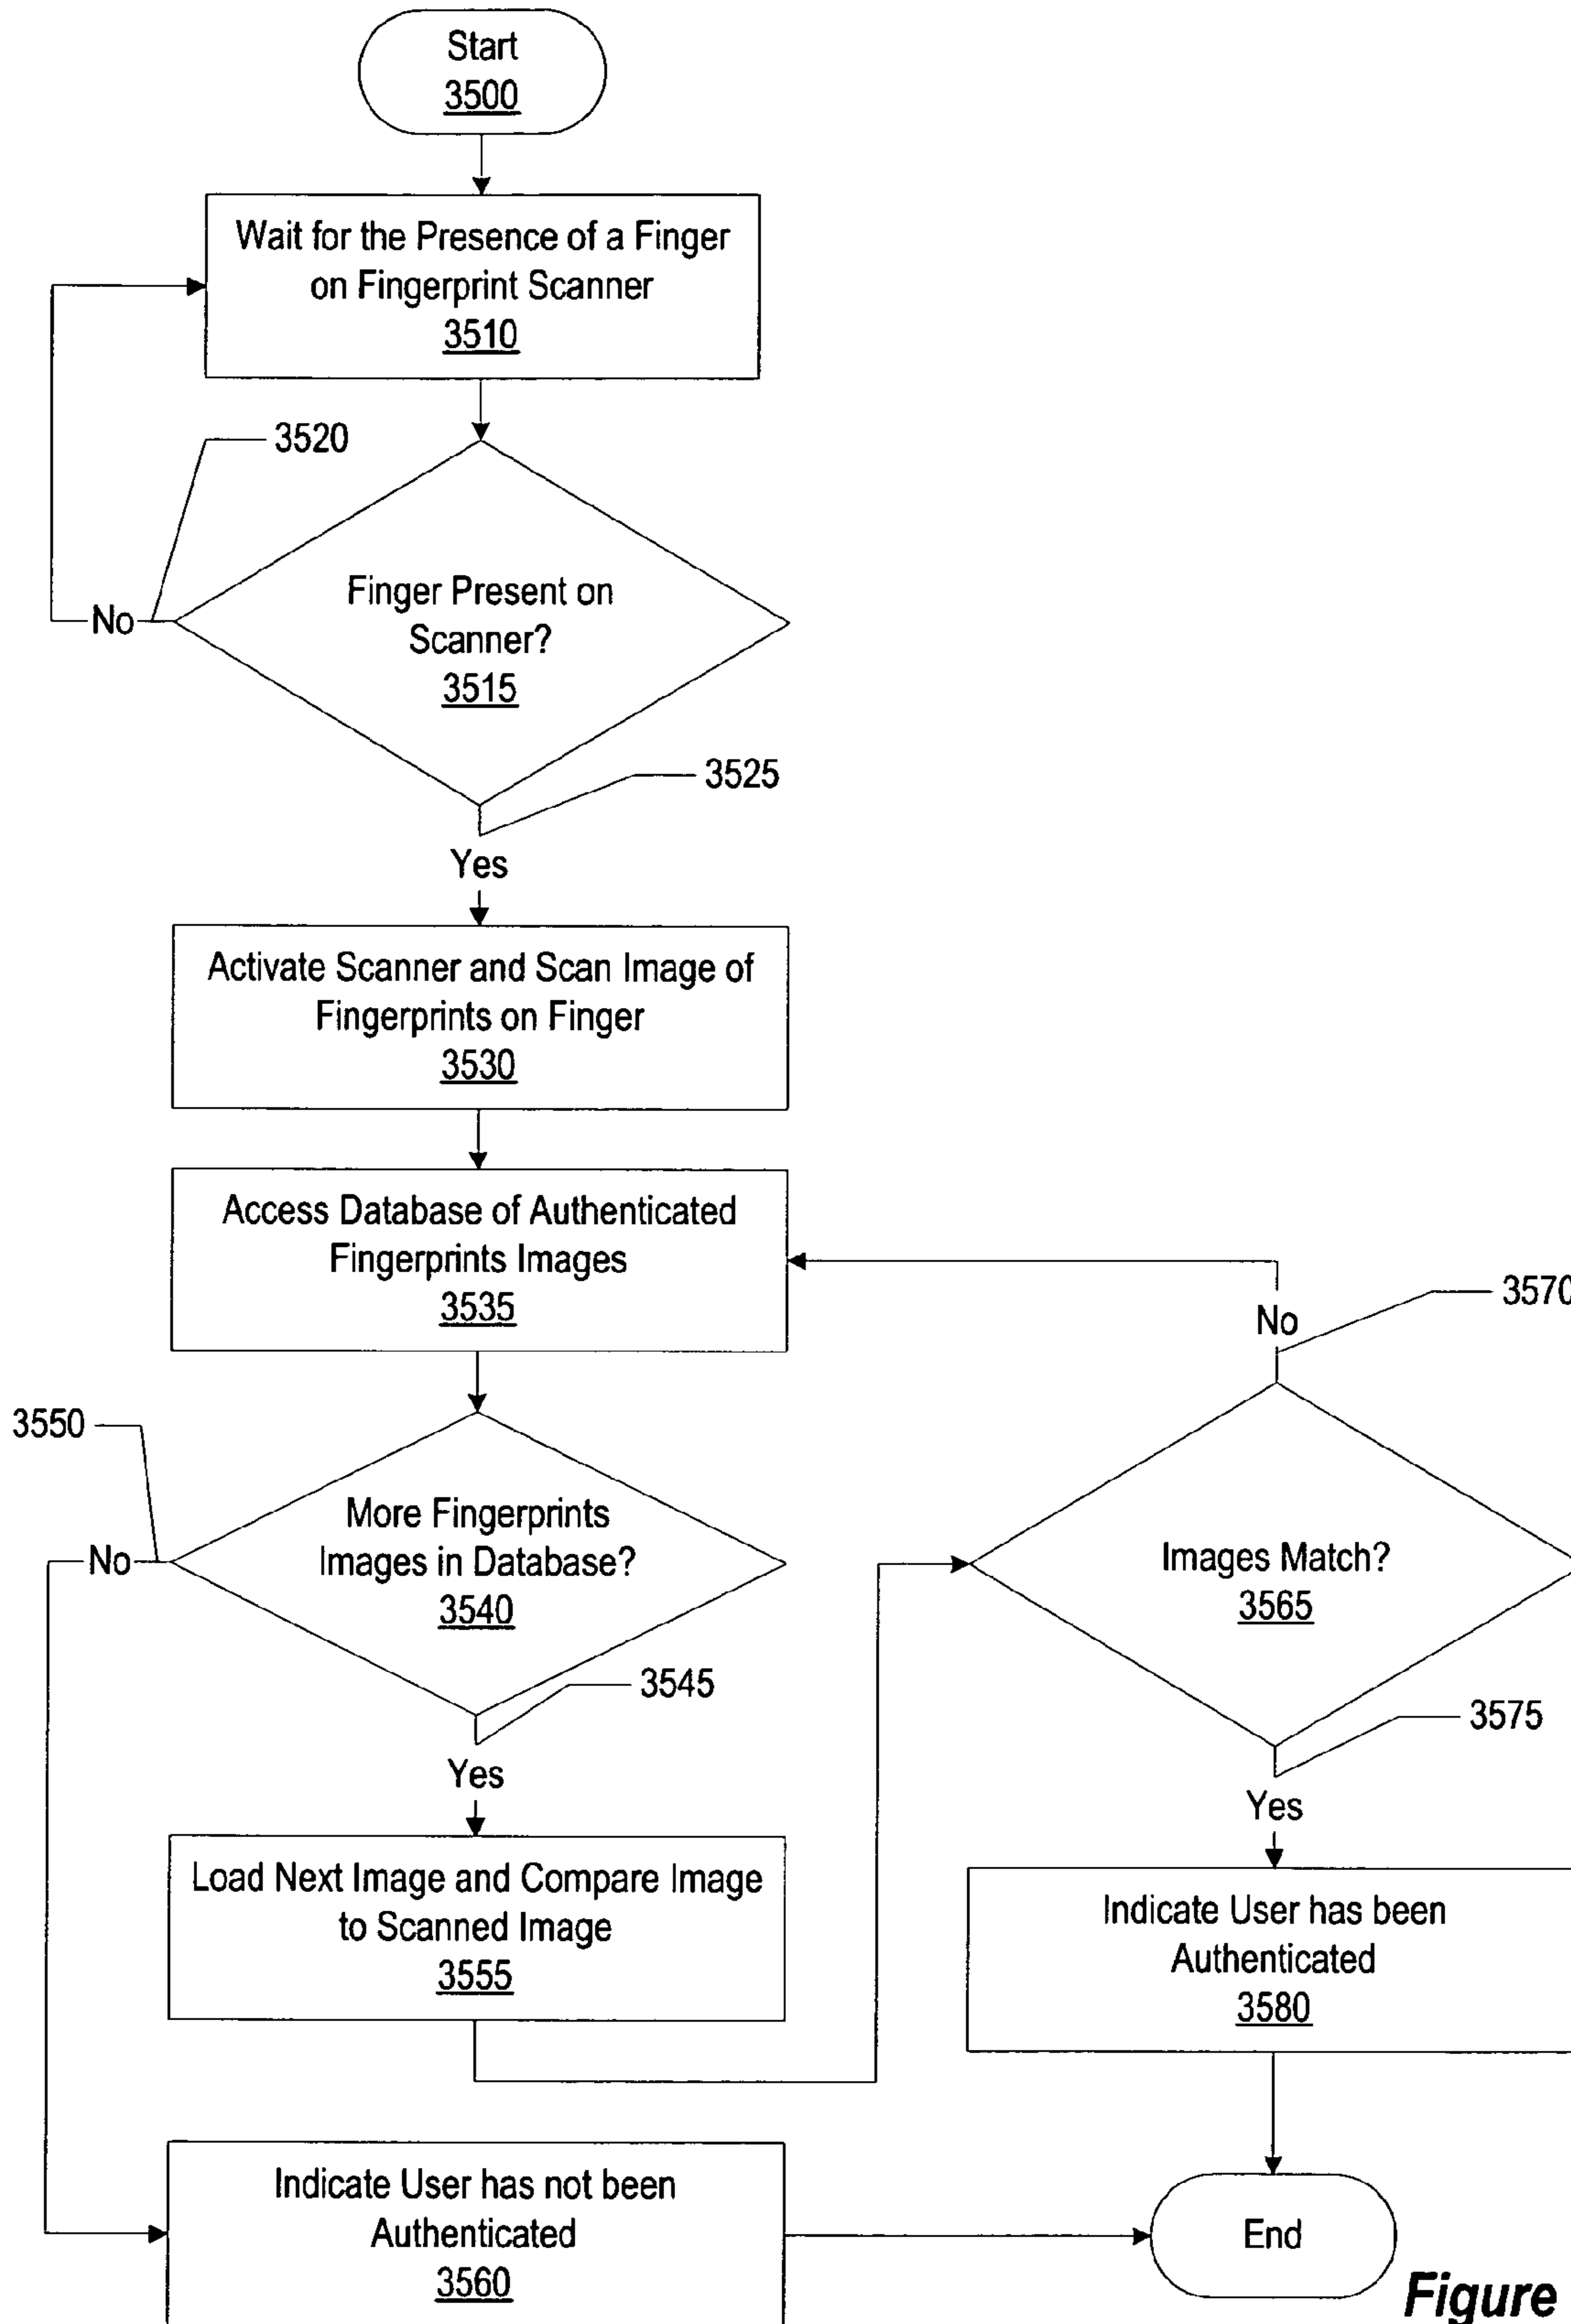 Start
3500
Wait for the Presence of a Finger
on Fingerprint Scanner
3510
3520
No
Finger Present on
Scanner?
3515
3525
Yes
Activate Scanner and Scan Image of
Fingerprints on Finger
3530
Access Database of Authenticated
Fingerprints Images
3535
3550
No
More Fingerprints
Images in Database?
3540
3545
Yes
Load Next Image and Compare Image
to Scanned Image
3555
3570
No
Images Match?
3565
3575
Yes
Indicate User has been
Authenticated
3580
Indicate User has not been
Authenticated
3560
End
Figure